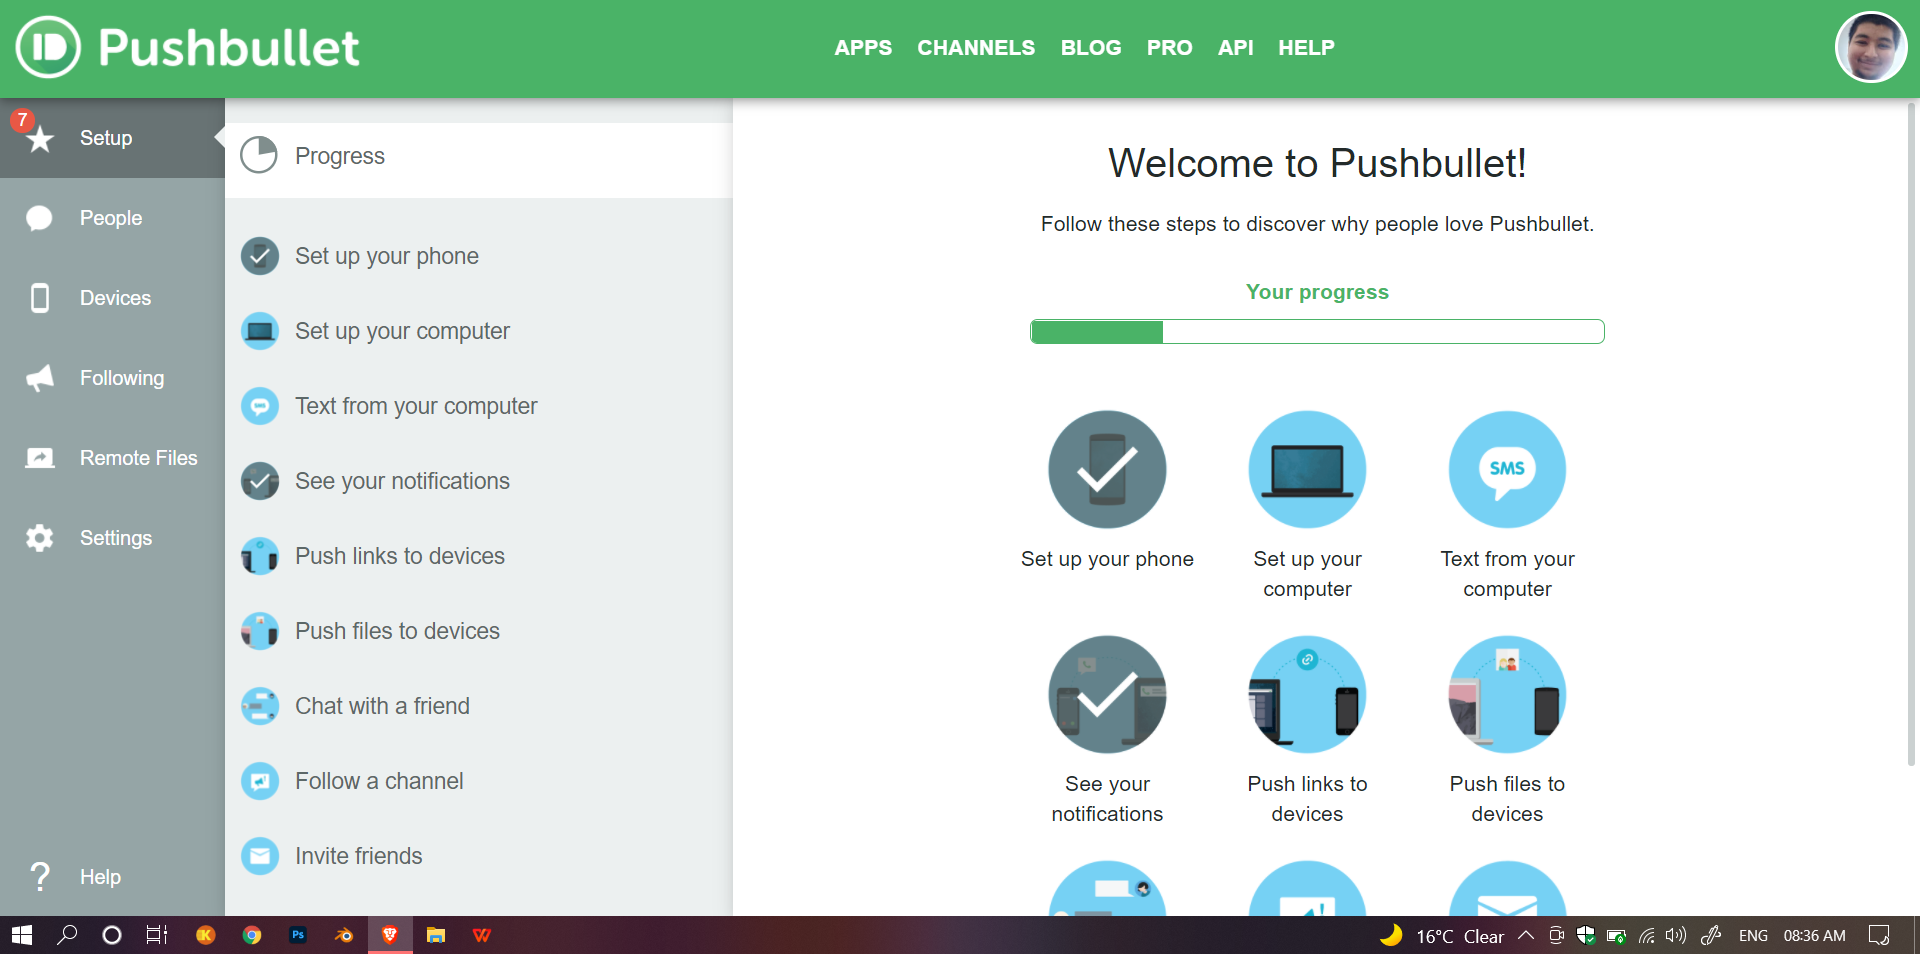 Pushbullet
APPS CHANNELS BLOG PRO API HELP
7
Setup
People
Devices
Following
Remote Files
Settings
Help
Progress
Set up your phone
Set up your computer
Text from your computer
See your notifications
Push links to devices
Push files to devices
Chat with a friend
Follow a channel
Invite friends
Welcome to Pushbullet!
Follow these steps to discover why people love Pushbullet.
Your progress
SMS
Set up your phone
Set up your
computer
Text from your
computer
See your
notifications
Push links to
devices
Push files to
devices
K
Ps
16°C Clear
ENG
08:36 AM